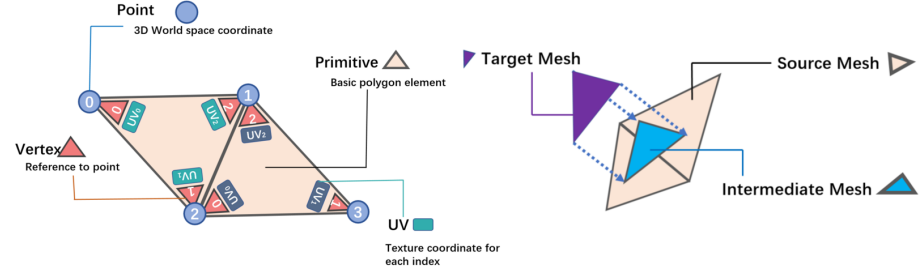 Point
3D World space coordinate
Primitive
Basic polygon element
0
1
0
UV₀
UV₂
2
2
UV₂
Vertex
Reference to point
UV₁
1
2
0
UV₀
UV₁
1
3
UV
Texture coordinate for
each index
Target Mesh
Source Mesh
Intermediate Mesh